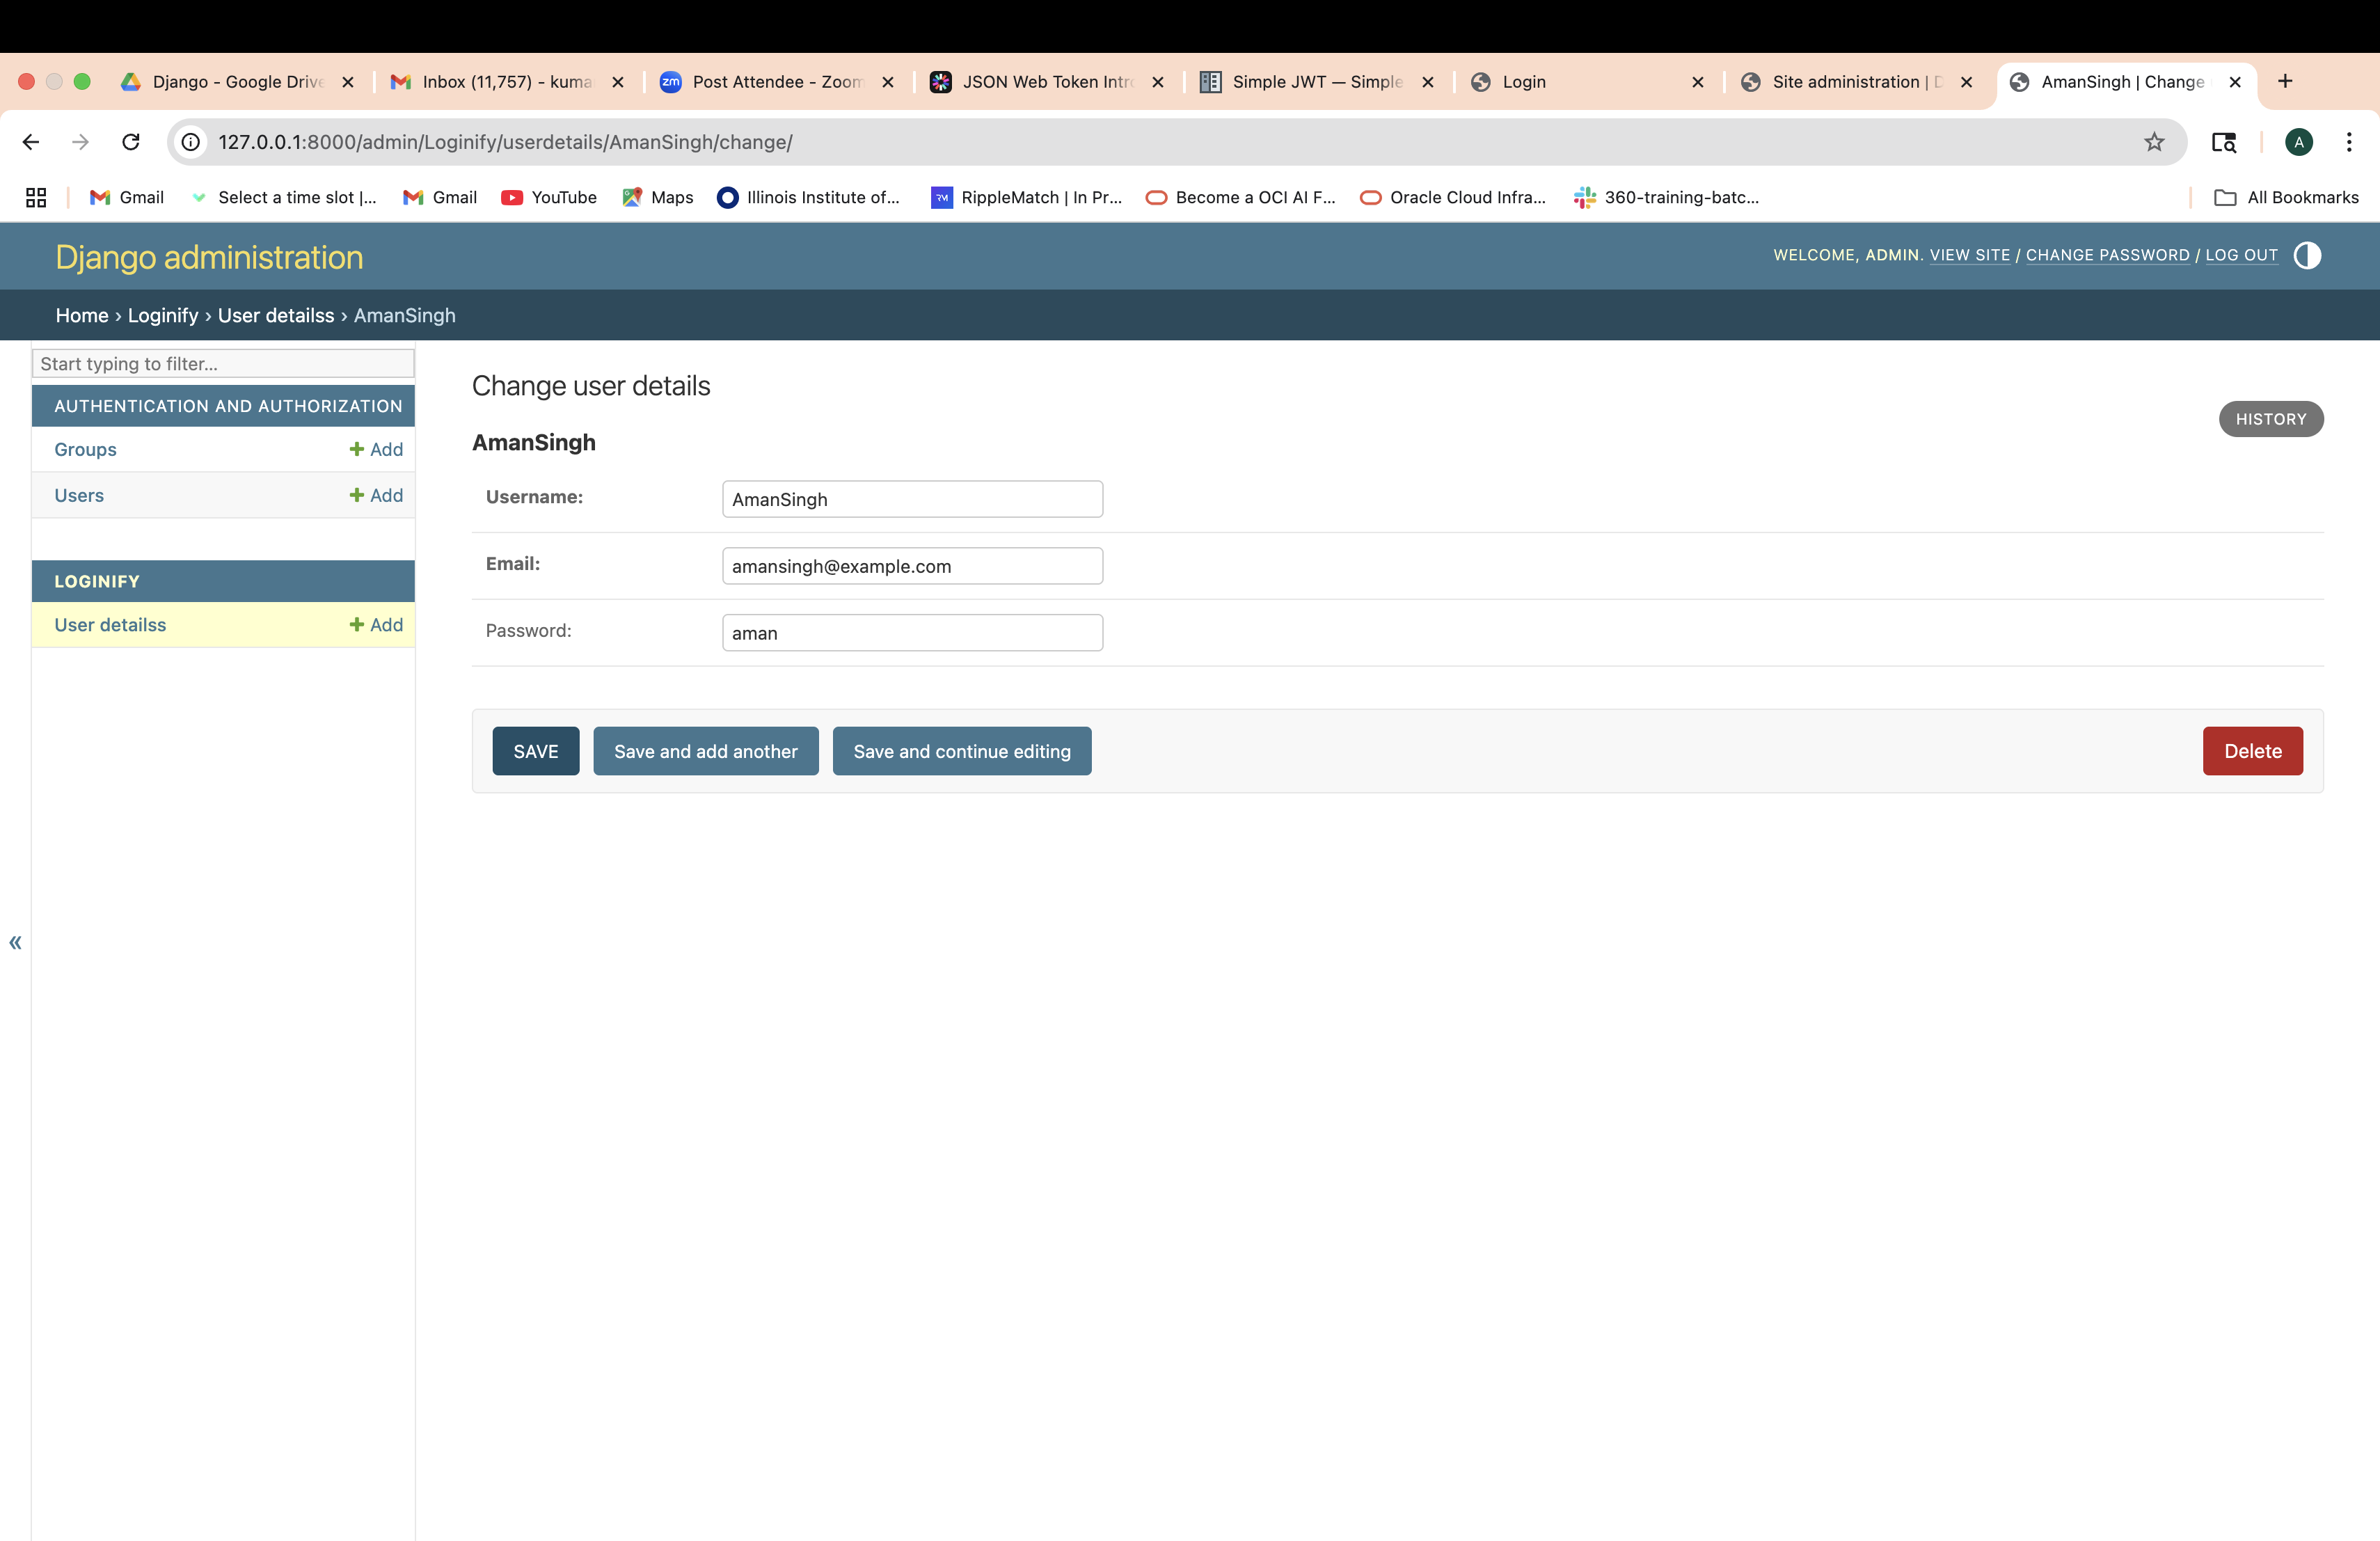 Django - Google Drive
Inbox (11,757) - kuma
zm Post Attendee - Zoom
JSON Web Token Intro
Simple JWT — Simple
Login
Site administration | D
AmanSingh | Change
127.0.0.1:8000/admin/Loginify/userdetails/AmanSingh/change/
A
Gmail
Select a time slot |...
Gmail
YouTube
Maps
Illinois Institute of...
RM RippleMatch | In Pr...
Become a OCI AI F...
Oracle Cloud Infra...
360-training-batc...
All Bookmarks
Django administration
WELCOME, ADMIN. VIEW SITE / CHANGE PASSWORD / LOG OUT
Home › Loginify › User detailss › AmanSingh
Start typing to filter...
AUTHENTICATION AND AUTHORIZATION
Groups + Add
Users + Add
LOGINIFY
User detailss + Add
«
Change user details
HISTORY
AmanSingh
Username: AmanSingh
Email: amansingh@example.com
Password: aman
SAVE Save and add another Save and continue editing Delete